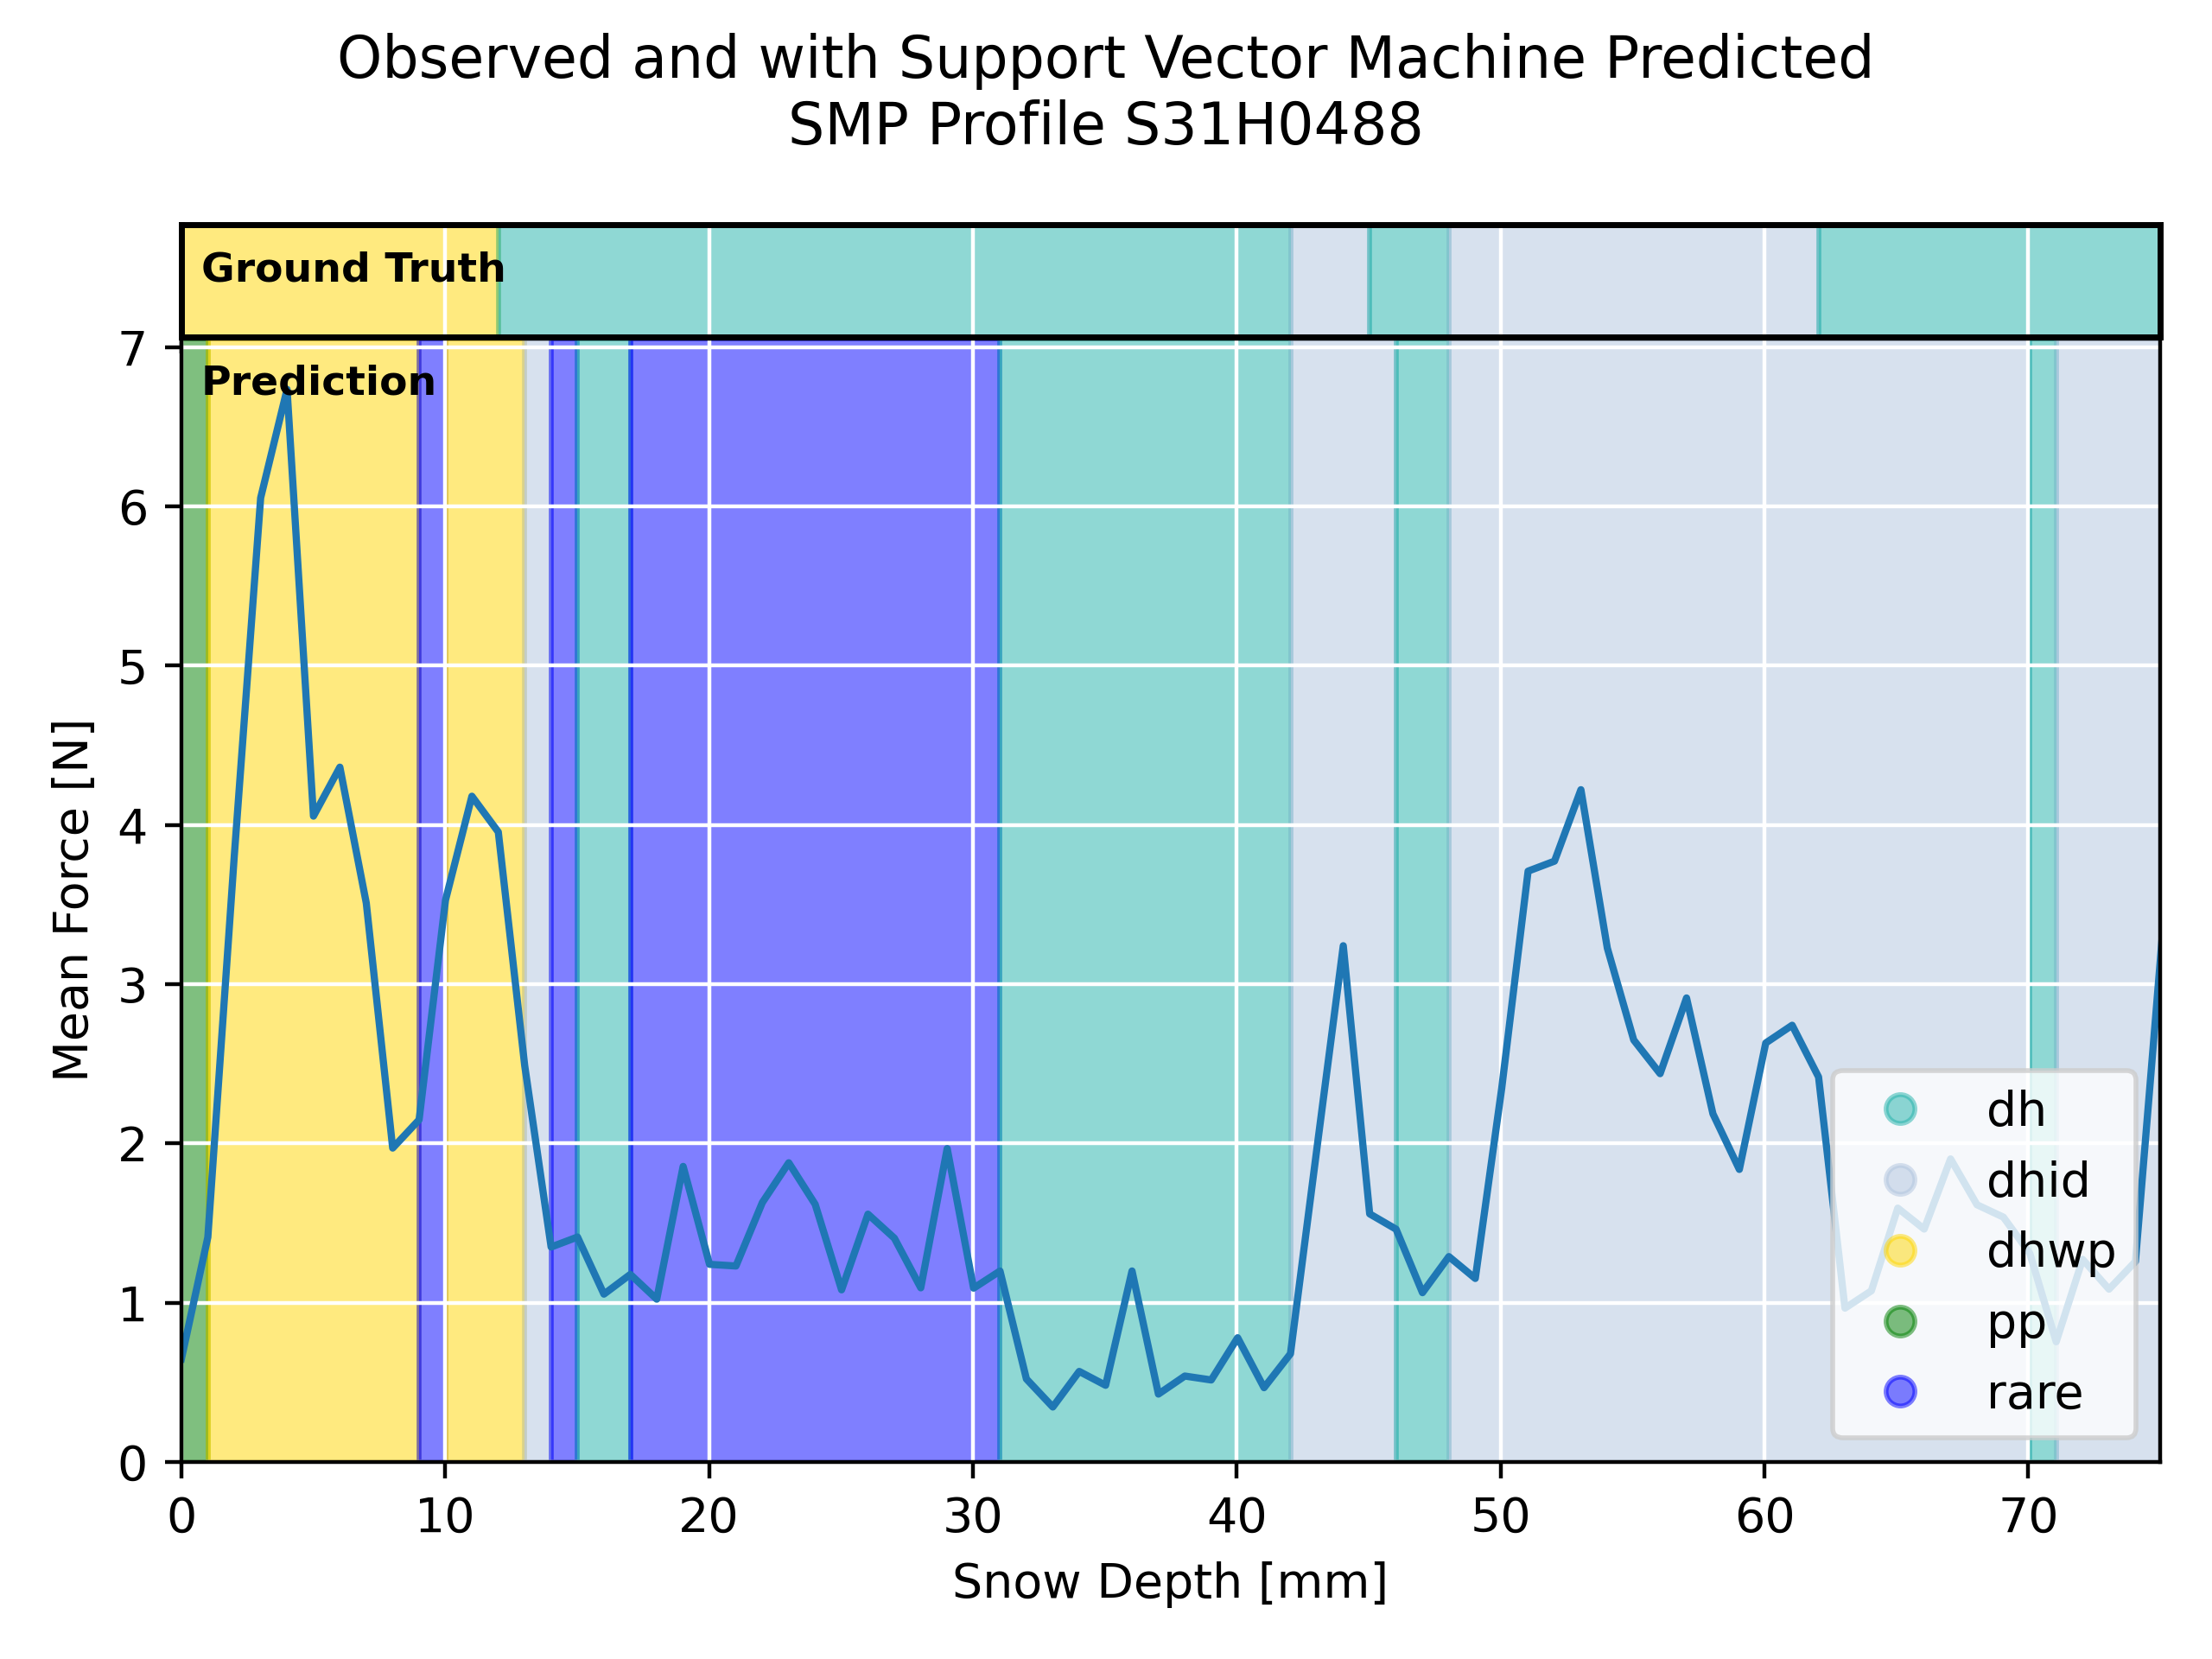 Observed and with Support Vector Machine Predicted
SMP Profile S31H0488
Ground Truth
Prediction
7
6
5
4
3
2
1
0
Mean Force [N]
dh
dhid
dhwp
pp
rare
0 10 20 30 40 50 60 70
Snow Depth [mm]